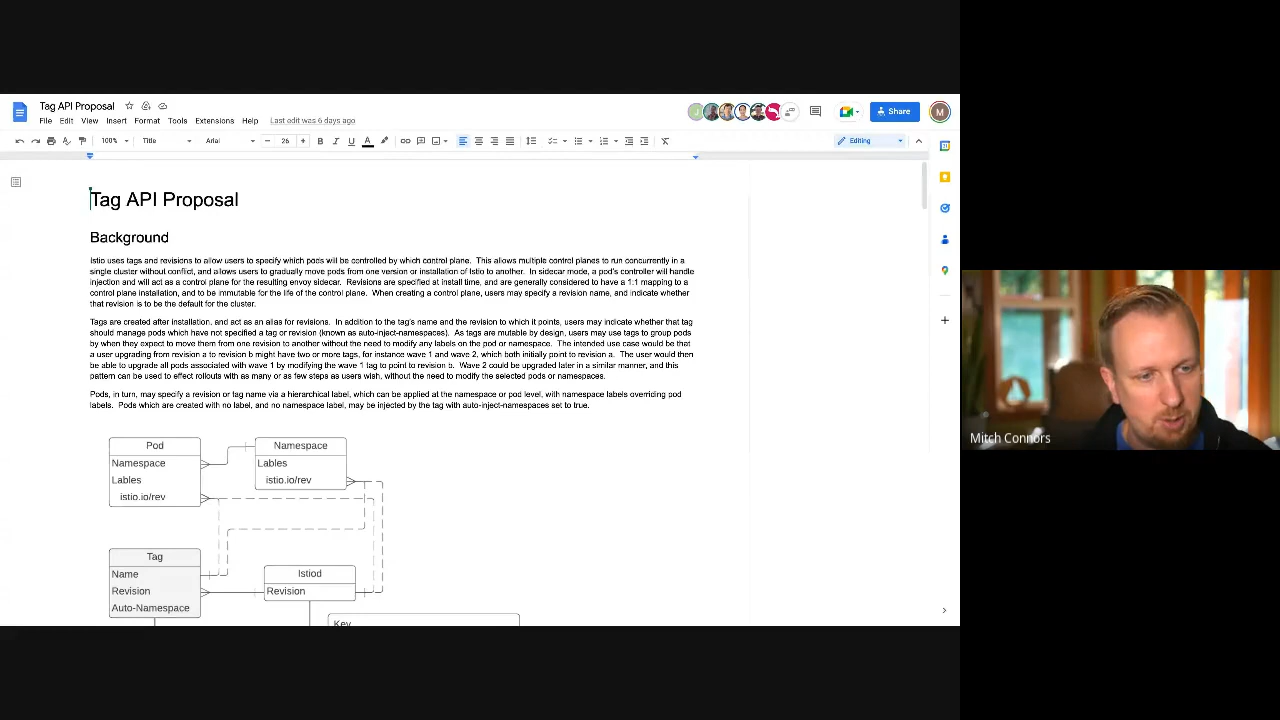 Tag API Proposal
File Edit View Insert Format Tools Extensions Help Last edit was 6 days ago
Share
M
100% Title Arial 26 Editing
Tag API Proposal
Background
Istio uses tags and revisions to allow users to specify which pods will be controlled by which control plane. This allows multiple control planes to run concurrently in a
single cluster without conflict, and allows users to gradually move pods from one version or installation of Istio to another. In sidecar mode, a pod's controller will handle
injection and will act as a control plane for the resulting envoy sidecar. Revisions are specified at install time, and are generally considered to have a 1:1 mapping to a
control plane installation, and to be immutable for the life of the control plane. When creating a control plane, users may specify a revision name, and indicate whether
that revision is to be the default for the cluster.
Tags are created after installation, and act as an alias for revisions. In addition to the tag's name and the revision to which it points, users may indicate whether that tag
should manage pods which have not specified a tag or revision (known as auto-inject-namespaces). As tags are mutable by design, users may use tags to group pods
by when they expect to move them from one revision to another without the need to modify any labels on the pod or namespace. The intended use case would be that
a user upgrading from revision a to revision b might have two or more tags, for instance wave 1 and wave 2, which both initially point to revision a. The user would then
be able to upgrade all pods associated with wave 1 by modifying the wave 1 tag to point to revision b. Wave 2 could be upgraded later in a similar manner, and this
pattern can be used to effect rollouts with as many or as few steps as users wish, without the need to modify the selected pods or namespaces.
Pods, in turn, may specify a revision or tag name via a hierarchical label, which can be applied at the namespace or pod level, with namespace labels overriding pod
labels. Pods which are created with no label, and no namespace label, may be injected by the tag with auto-inject-namespaces set to true.
Pod
Namespace
Lables
istio.io/rev
Namespace
Lables
istio.io/rev
Tag
Name
Revision
Auto-Namespace
Istiod
Revision
Key
Mitch Connors